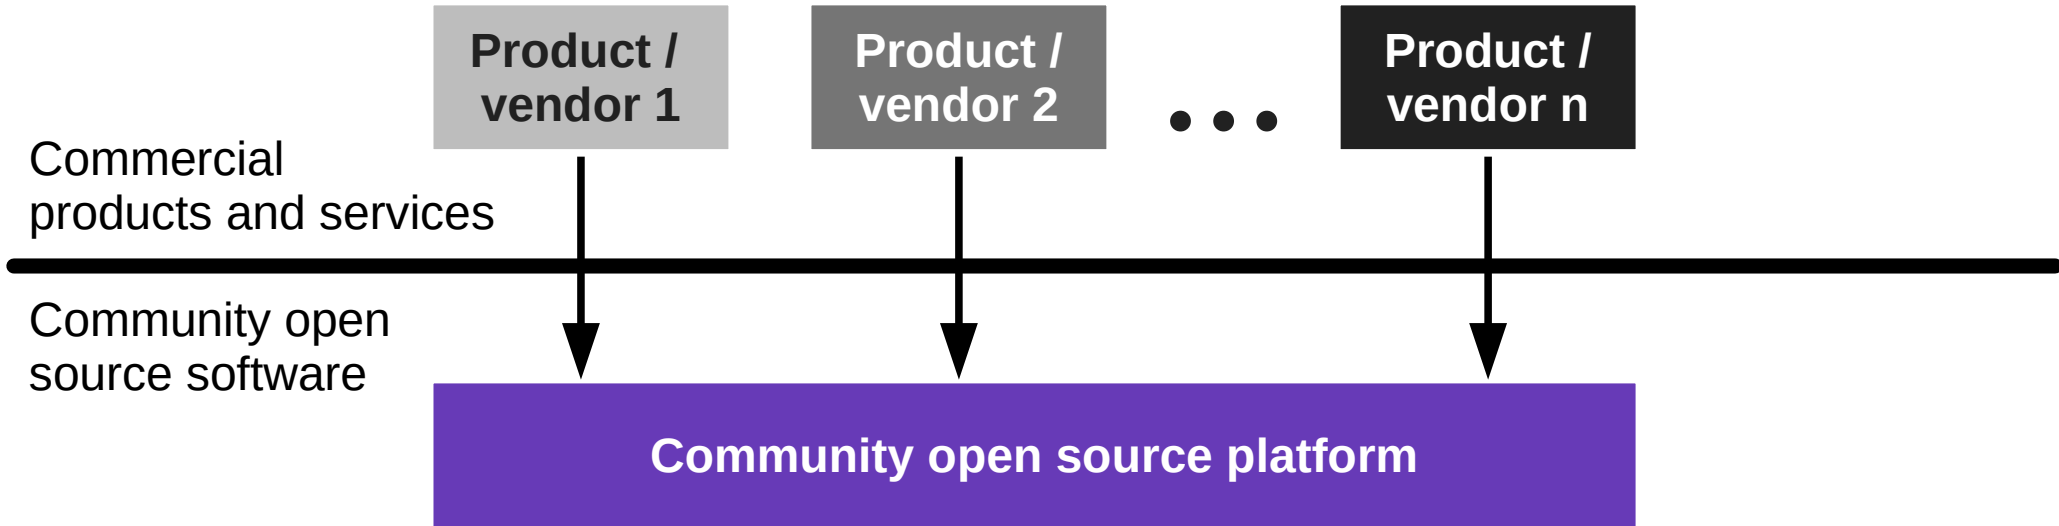 Product /
vendor 1
Product /
vendor 2
Product /
vendor n
Commercial
products and services
Community open
source software
Community open source platform